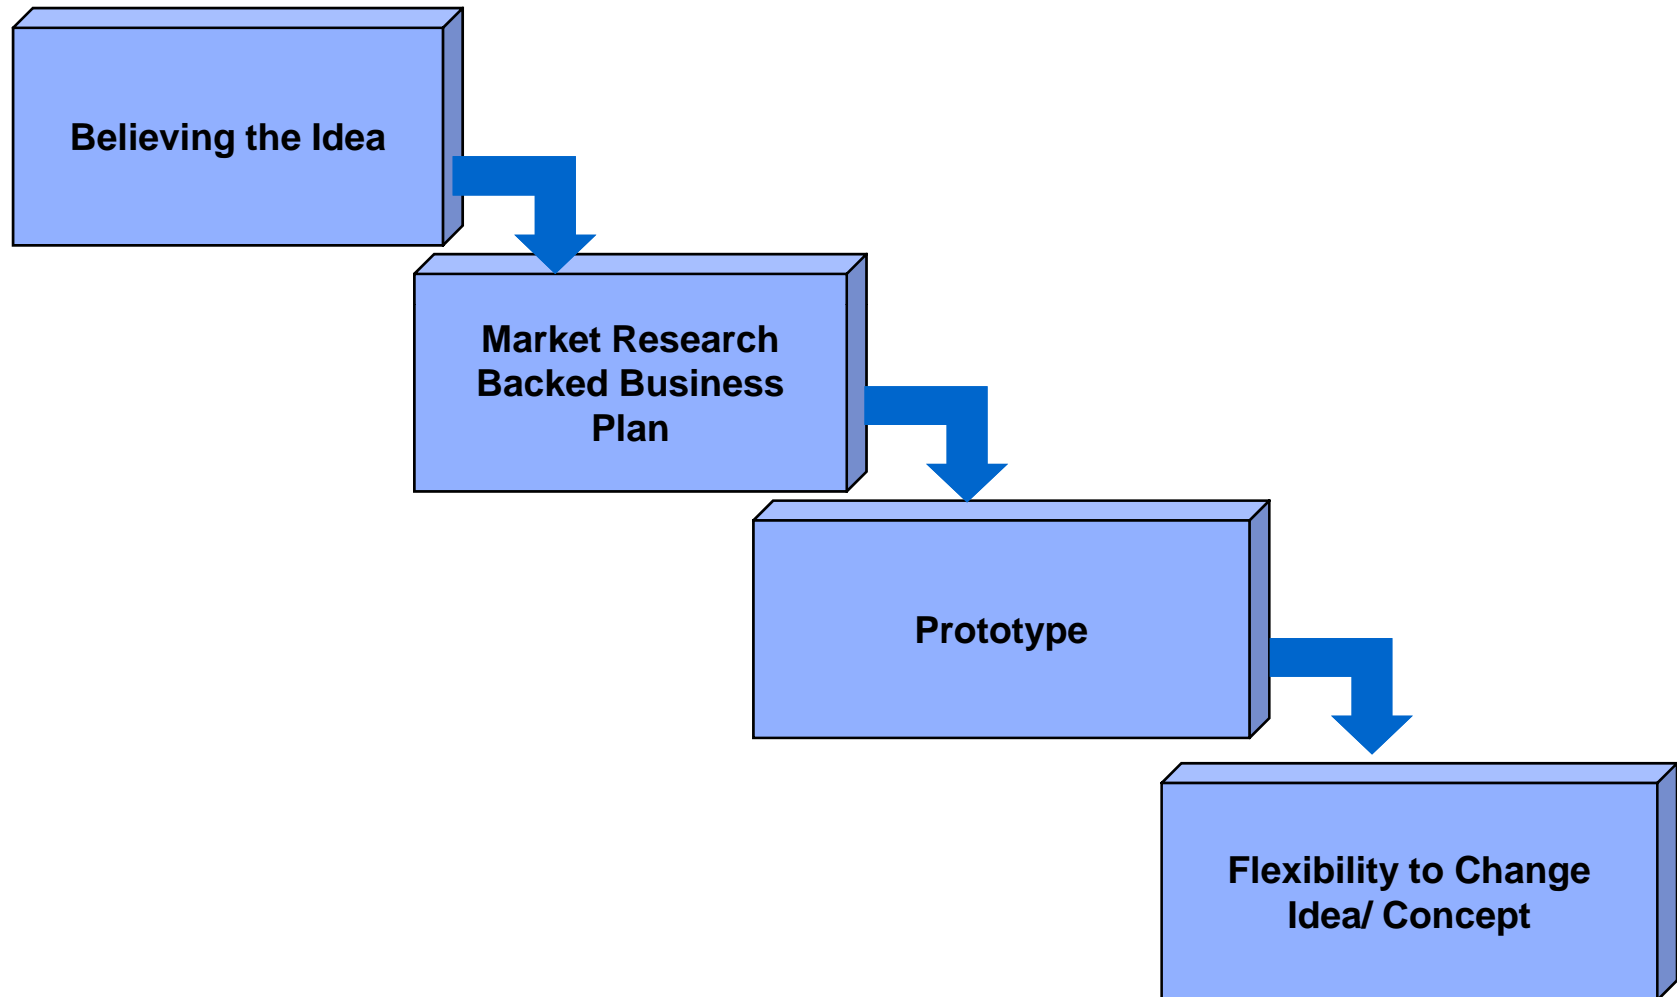 Believing the Idea
Market Research
Backed Business
Plan
Prototype
Flexibility to Change
Idea/ Concept